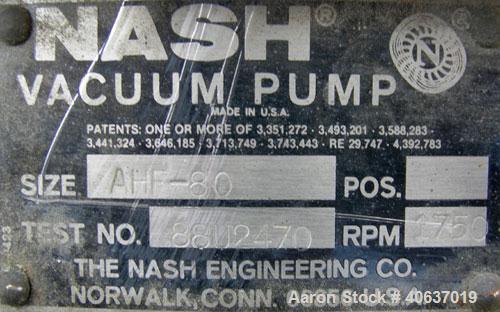 NASH®
VACUUM PUMP
MADE IN U.S.A.
PATENTS: ONE OR MORE OF 3,351,272 · 3,493,201 · 3,588,283 ·
3,441,324 · 3,646,185 · 3,713,749 · 3,743,443 · RE 29,747 · 4,392,783
SIZE AHF-80 POS.
TEST NO. 88U2470 RPM 1750
THE NASH ENGINEERING CO.
NORWALK, CONN.
Aaron Stock # 40637019